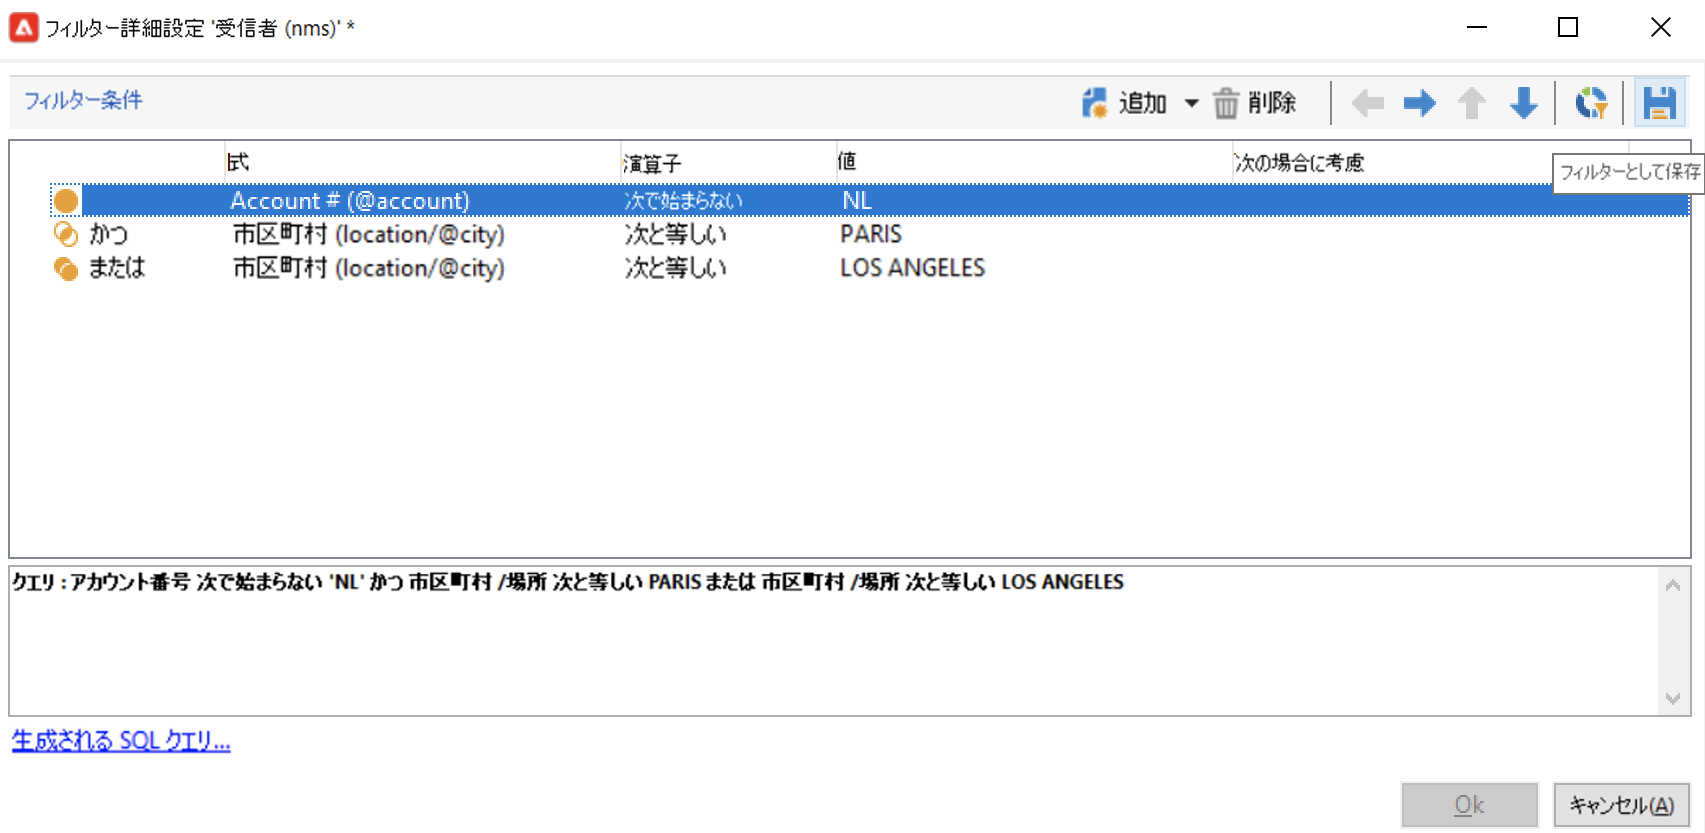 フィルター詳細設定 '受信者 (nms)' *
フィルター条件
追加 削除
式 演算子 値 次の場合に考慮
フィルターとして保存
Account # (@account) 次で始まらない NL
かつ 市区町村 (location/@city) 次と等しい PARIS
または 市区町村 (location/@city) 次と等しい LOS ANGELES
クエリ : アカウント番号 次で始まらない 'NL' かつ 市区町村 /場所 次と等しい PARIS または 市区町村 /場所 次と等しい LOS ANGELES
生成される SQL クエリ...
Ok キャンセル(A)